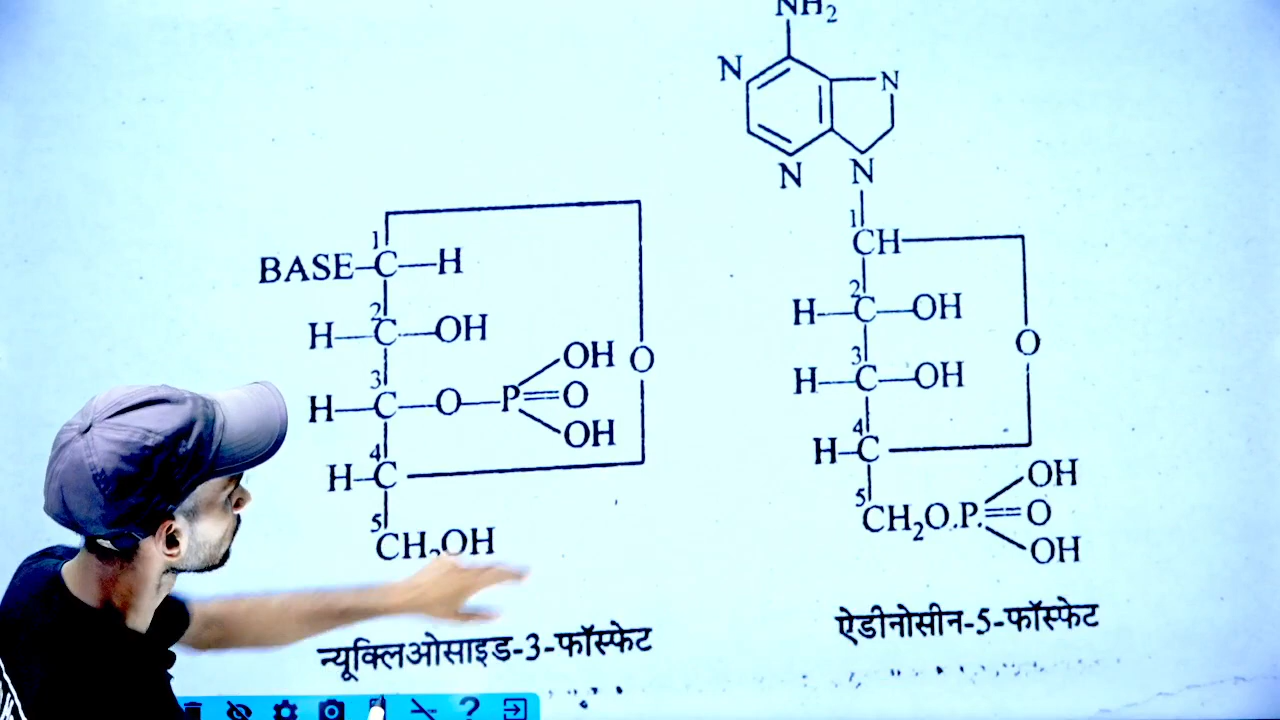 NH₂
N
N
N
N
1
CH
2
H—C—OH
3
H—C—OH
O
4
H—C
5
CH₂O.P.=O
OH
OH
ऐडीनोसीन-5-फॉस्फेट
1
BASE—C—H
2
H—C—OH
3
H—C—O—P=O
OH
OH
O
4
H—C
5
CH₂OH
न्यूक्लिओसाइड-3-फॉस्फेट
?